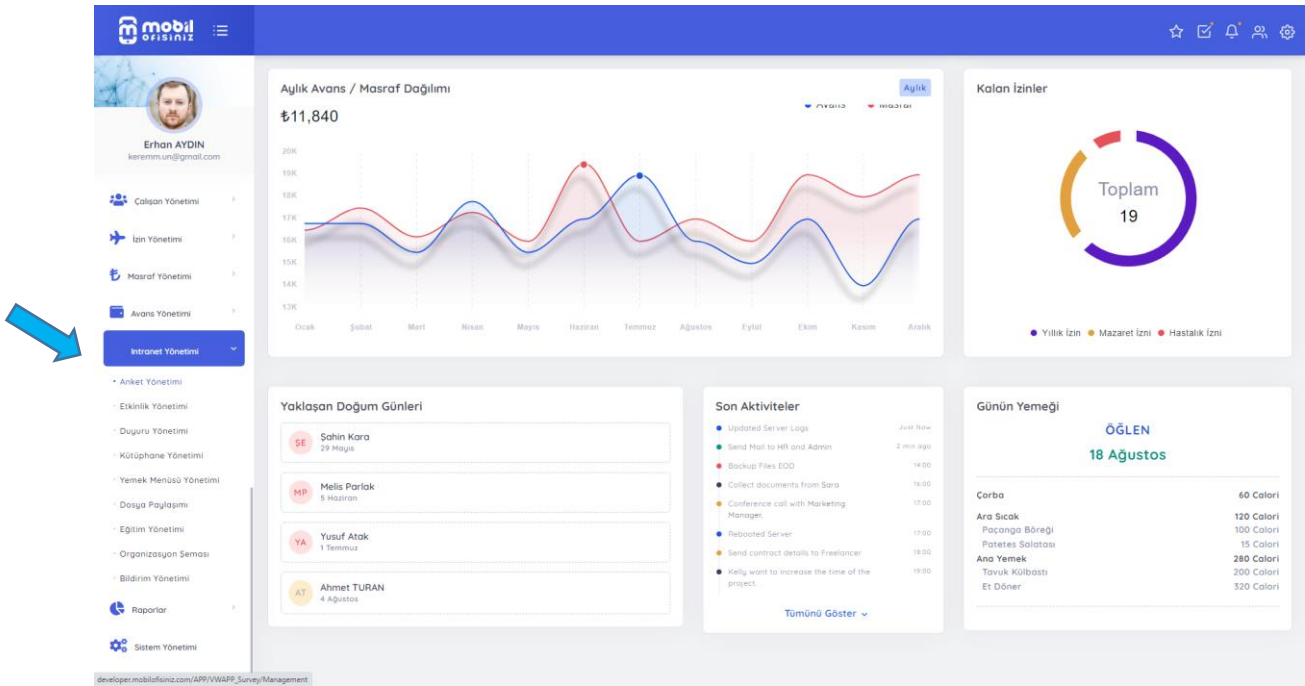 mobil
OFİSİNİZ
Erhan AYDIN
keremm.un@gmail.com
Çalışan Yönetimi
İzin Yönetimi
Masraf Yönetimi
Avans Yönetimi
Intranet Yönetimi
Anket Yönetimi
Etkinlik Yönetimi
Duyuru Yönetimi
Kütüphane Yönetimi
Yemek Menüsü Yönetimi
Dosya Paylaşımı
Eğitim Yönetimi
Organizasyon Şeması
Bildirim Yönetimi
Raporlar
Sistem Yönetimi
developer.mobilofisiniz.com/APP/VWAPP_Survey/Management
Aylık Avans / Masraf Dağılımı
Aylık
₺11,840
Avans Masraf
20K
19K
18K
17K
16K
15K
14K
13K
Ocak Şubat Mart Nisan Mayıs Haziran Temmuz Ağustos Eylül Ekim Kasım Aralık
Kalan İzinler
Toplam
19
Yıllık İzin Mazaret İzni Hastalık İzni
Yaklaşan Doğum Günleri
ŞE Şahin Kara
29 Mayıs
MP Melis Parlak
5 Haziran
YA Yusuf Atak
1 Temmuz
AT Ahmet TURAN
4 Ağustos
Son Aktiviteler
Updated Server Logs Just Now
Send Mail to HR and Admin 2 min ago
Backup Files EOD 14:00
Collect documents from Sara 16:00
Conference call with Marketing 17:00
Manager.
Rebooted Server 17:00
Send contract details to Freelancer 18:00
Kelly want to increase the time of the 19:00
project.
Tümünü Göster
Günün Yemeği
ÖĞLEN
18 Ağustos
Çorba 60 Calori
Ara Sıcak 120 Calori
Paçanga Böreği 100 Calori
Patetes Salatası 15 Calori
Ana Yemek 280 Calori
Tavuk Külbastı 200 Calori
Et Döner 320 Calori